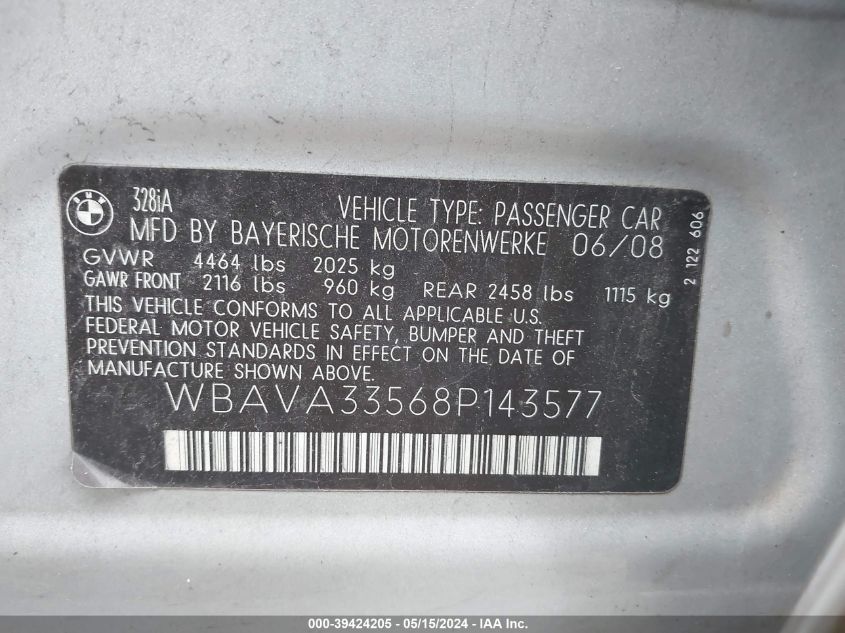 BMW
328iA
VEHICLE TYPE: PASSENGER CAR
MFD BY BAYERISCHE MOTORENWERKE 06/08
GVWR 4464 lbs 2025 kg
GAWR FRONT 2116 lbs 960 kg REAR 2458 lbs 1115 kg
THIS VEHICLE CONFORMS TO ALL APPLICABLE U.S.
FEDERAL MOTOR VEHICLE SAFETY, BUMPER AND THEFT
PREVENTION STANDARDS IN EFFECT ON THE DATE OF
MANUFACTURE SHOWN ABOVE.
WBAVA33568P143577
2 122 606
000-39424205 - 05/15/2024 - IAA Inc.